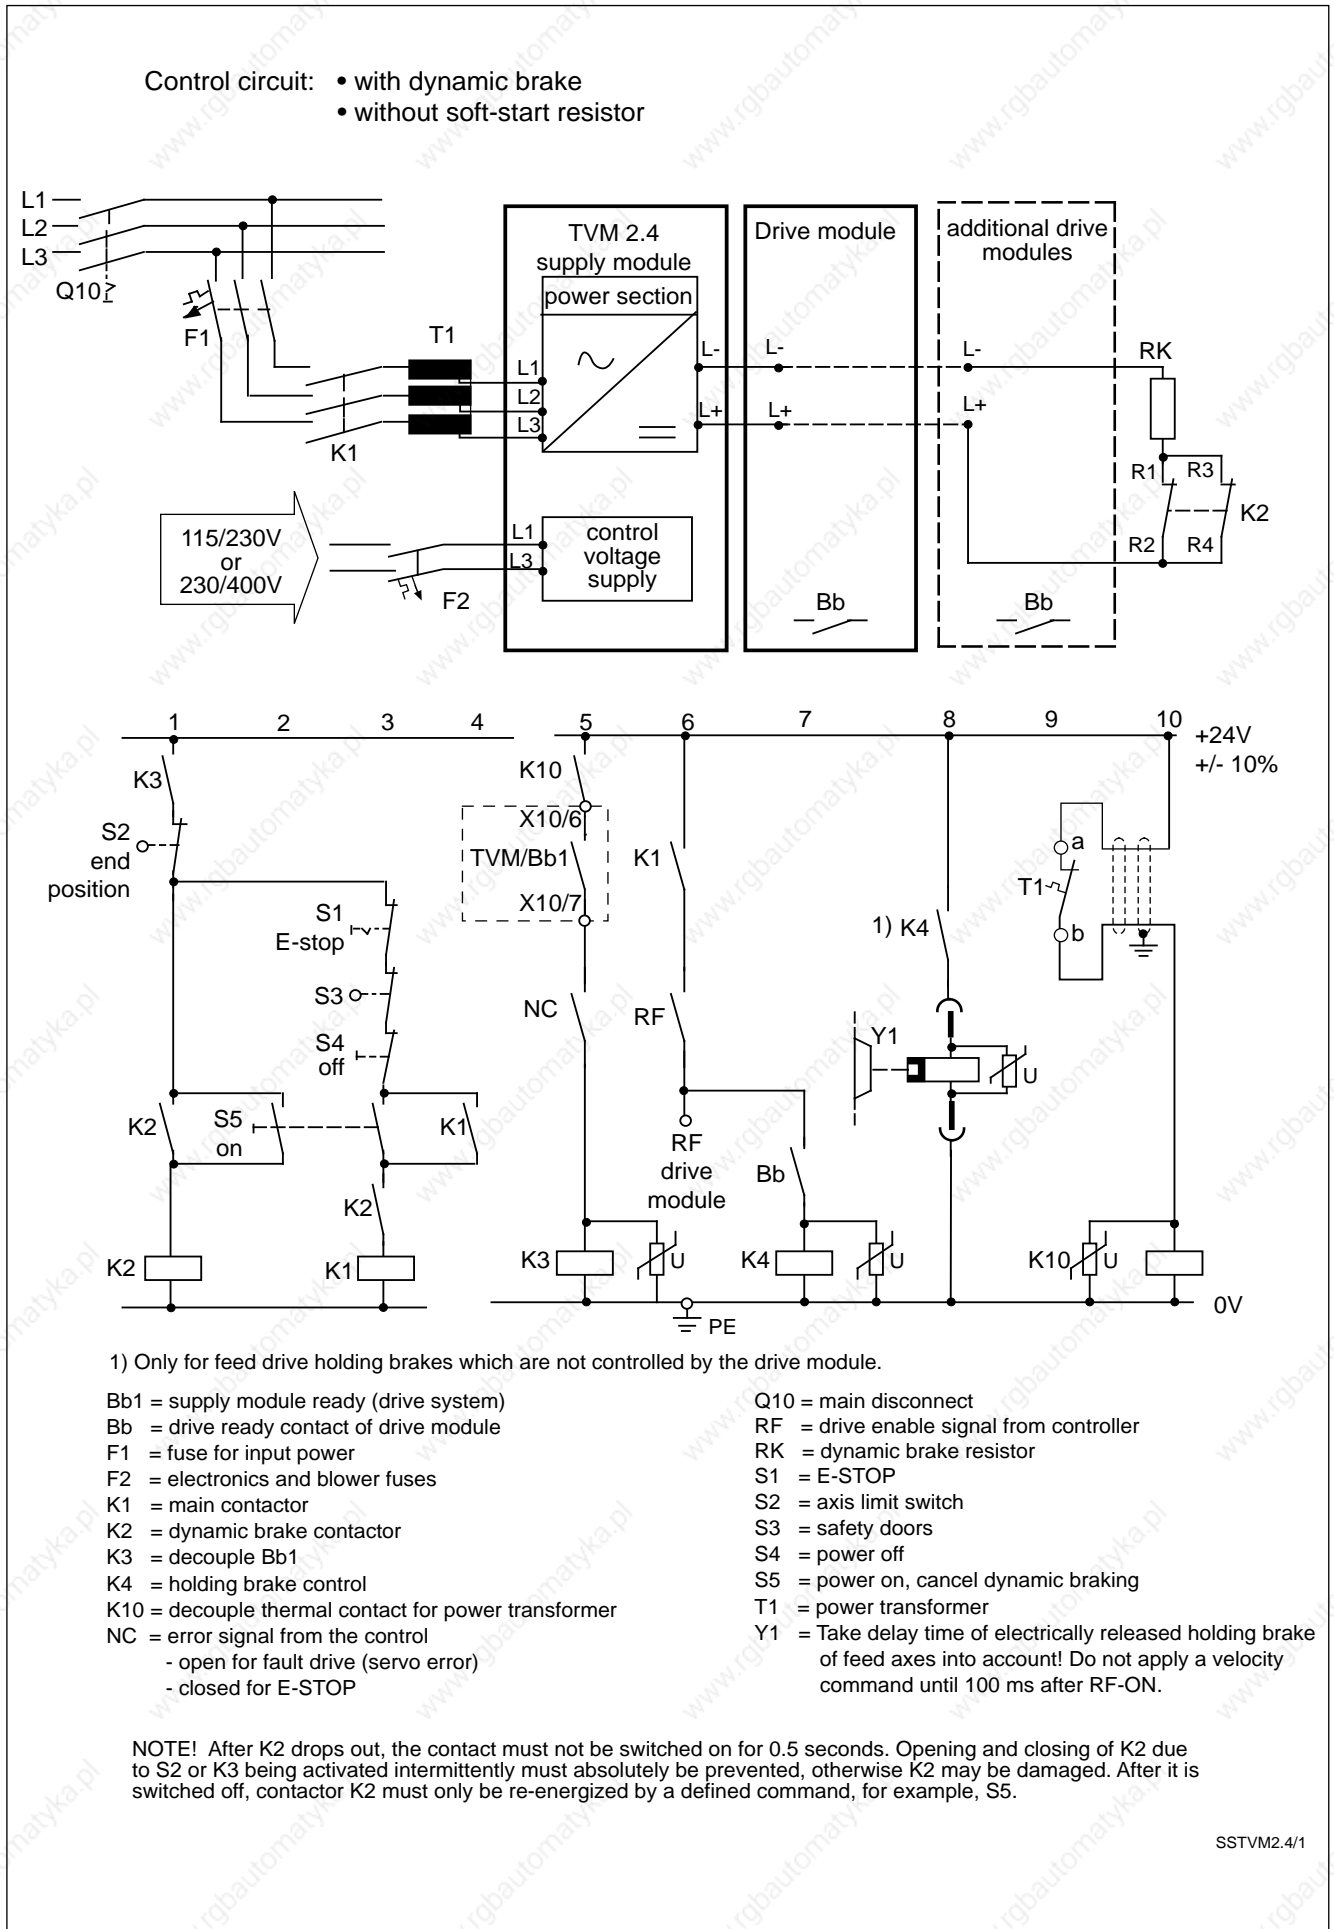 Control circuit: • with dynamic brake
• without soft-start resistor
L1
L2
L3
Q10
F1
T1
K1
TVM 2.4
supply module
power section
L1
L2
L3
L-
L+
Drive module
L-
L+
additional drive
modules
L-
L+
RK
R1 R3
K2
R2 R4
115/230V
or
230/400V
F2
L1
L3
control
voltage
supply
Bb
Bb
1 2 3 4 5 6 7 8 9 10
+24V
+/- 10%
K3
S2
end
position
S1
E-stop
S3
S4
off
K2
S5
on
K1
K2
K2
K1
K10
X10/6
TVM/Bb1
X10/7
NC
K1
RF
RF
drive
module
Bb
K3
U
K4
U
1) K4
Y1
U
a
T1
b
K10
U
0V
PE
1) Only for feed drive holding brakes which are not controlled by the drive module.
Bb1 = supply module ready (drive system)
Bb = drive ready contact of drive module
F1 = fuse for input power
F2 = electronics and blower fuses
K1 = main contactor
K2 = dynamic brake contactor
K3 = decouple Bb1
K4 = holding brake control
K10 = decouple thermal contact for power transformer
NC = error signal from the control
- open for fault drive (servo error)
- closed for E-STOP
Q10 = main disconnect
RF = drive enable signal from controller
RK = dynamic brake resistor
S1 = E-STOP
S2 = axis limit switch
S3 = safety doors
S4 = power off
S5 = power on, cancel dynamic braking
T1 = power transformer
Y1 = Take delay time of electrically released holding brake
of feed axes into account! Do not apply a velocity
command until 100 ms after RF-ON.
NOTE! After K2 drops out, the contact must not be switched on for 0.5 seconds. Opening and closing of K2 due
to S2 or K3 being activated intermittently must absolutely be prevented, otherwise K2 may be damaged. After it is
switched off, contactor K2 must only be re-energized by a defined command, for example, S5.
SSTVM2.4/1
www.rgbautomatyka.pl